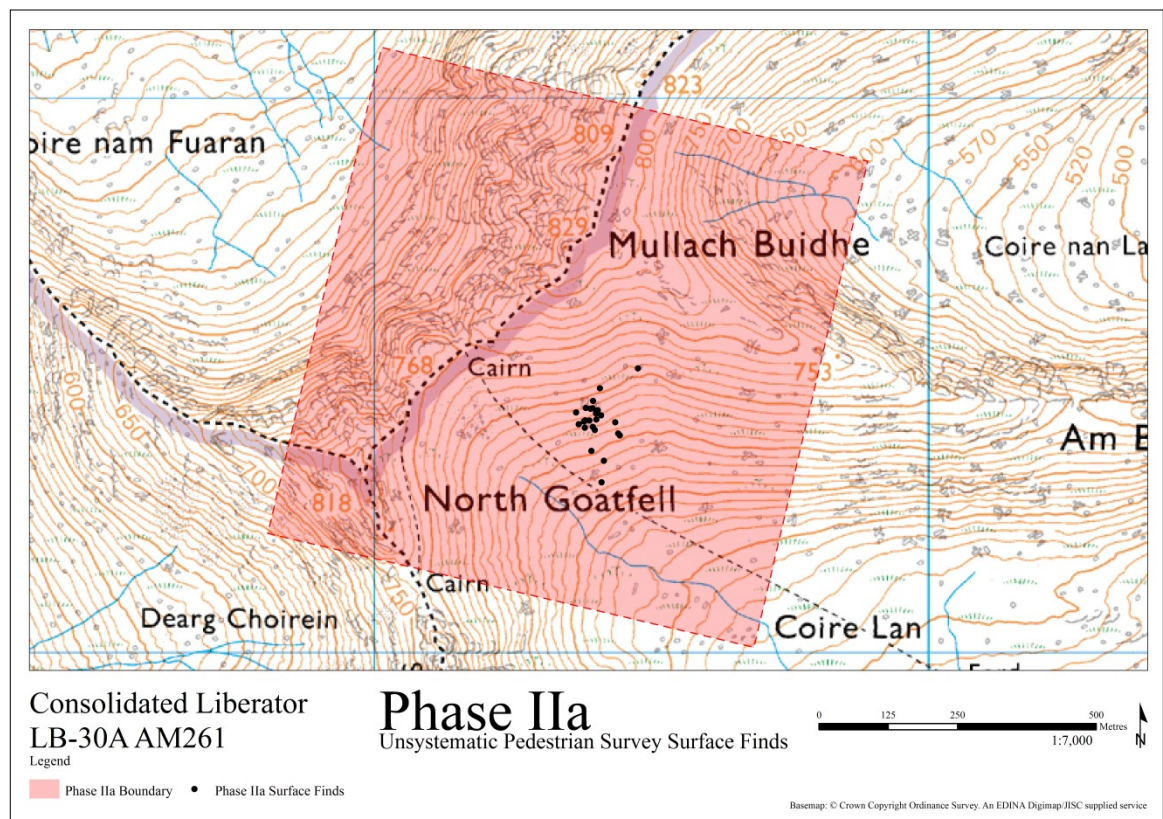 823
809
800
750
700
650
600
570
550
520
500
oire nam Fuaran
829
Mullach Buidhe
Coire nan La
Cairn
768
753
600
650
Am B
700
818
North Goatfell
750
Cairn
Dearg Choirein
Coire Lan
Consolidated Liberator
LB-30A AM261
Legend
Phase IIa Boundary
Phase IIa Surface Finds
Phase IIa
Unsystematic Pedestrian Survey Surface Finds
0 125 250 500
Metres
1:7,000
N
Basemap: © Crown Copyright Ordinance Survey. An EDINA Digimap/JISC supplied service